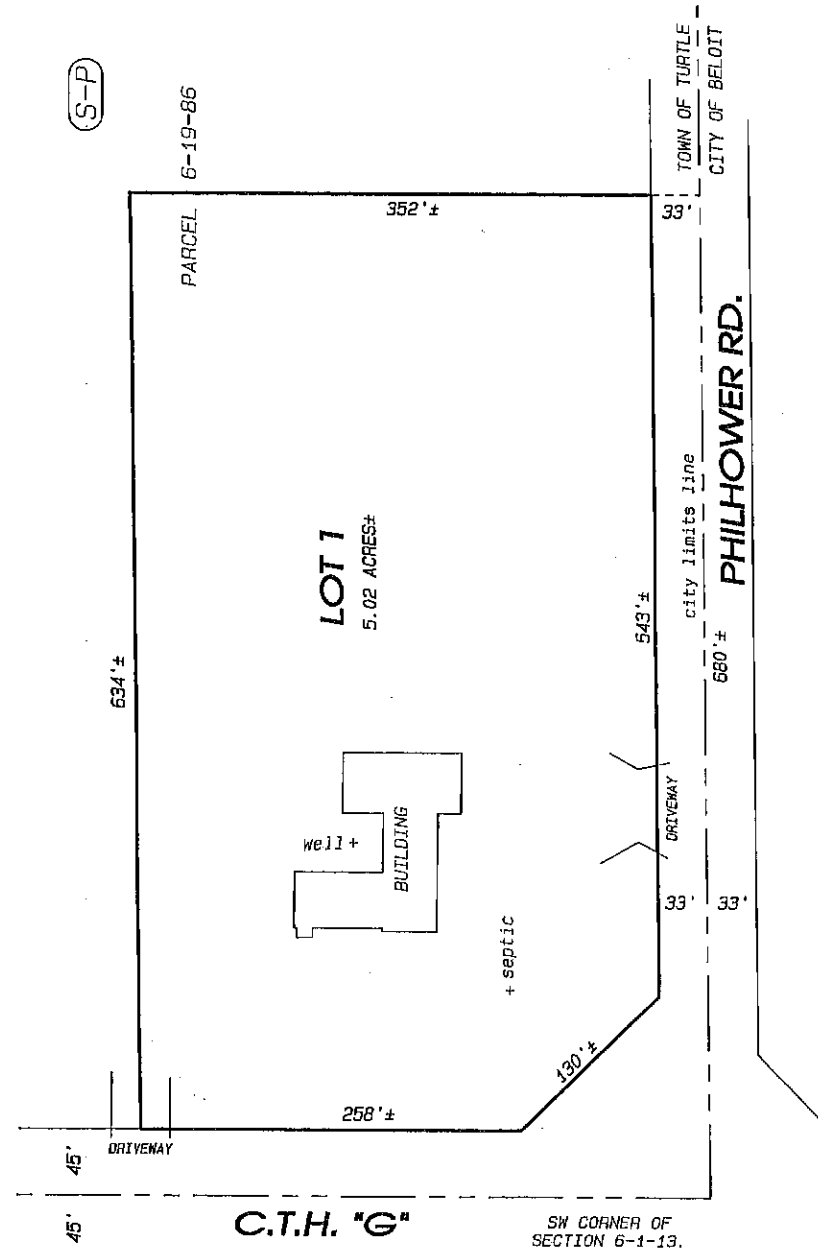 S-P
PARCEL 6-19-86
634'±
352'±
33'
TOWN OF TURTLE
CITY OF BELOIT
LOT 1
5.02 ACRES±
543'±
city limits line
680'±
PHILHOWER RD.
well +
BUILDING
+ septic
DRIVEWAY
33'
33'
130'±
258'±
DRIVEWAY
45'
45'
C.T.H. "G"
SW CORNER OF
SECTION 6-1-13.